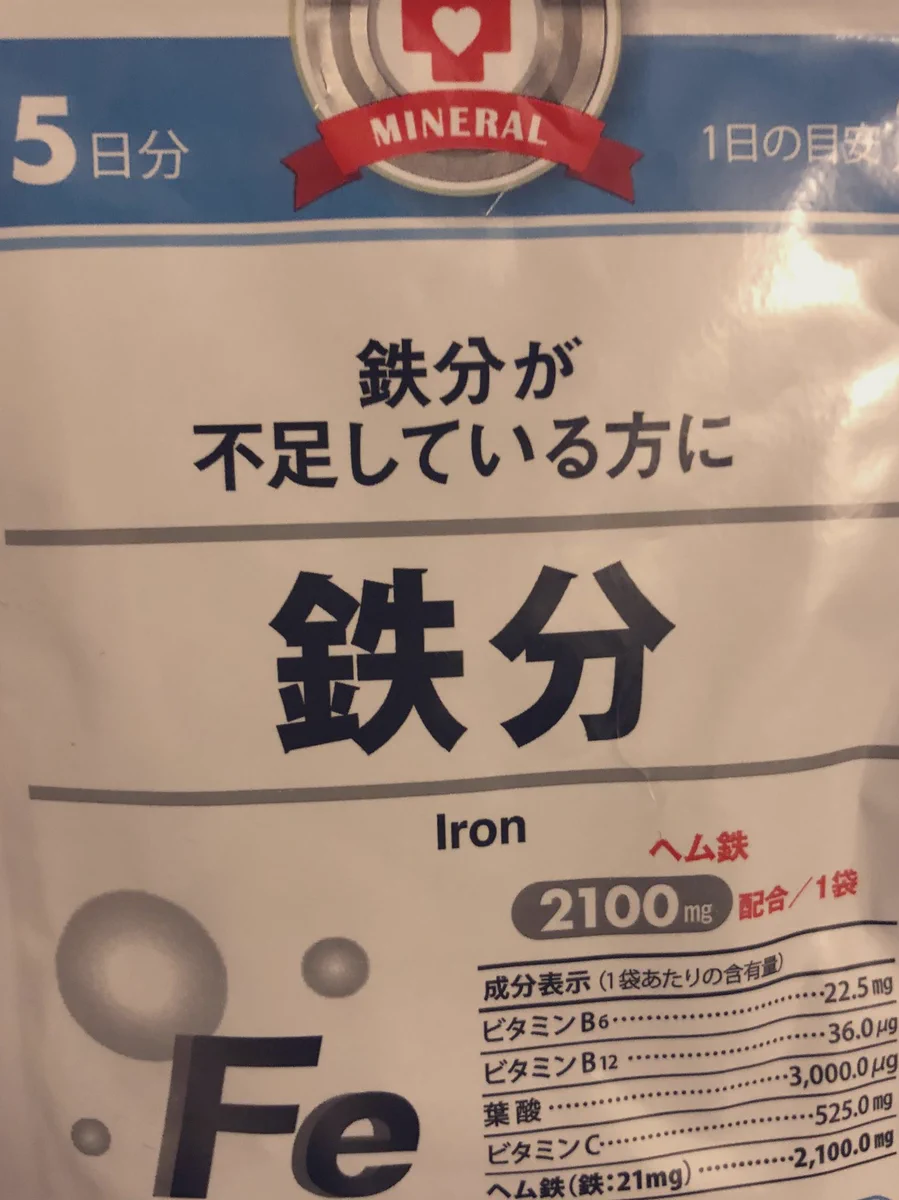 MINERAL
5日分
1日の目安
鉄分が
不足している方に
鉄分
Iron
ヘム鉄
2100mg 配合/1袋
成分表示(1袋あたりの含有量)
ビタミンB6 22.5mg
ビタミンB12 36.0μg
葉酸 3,000.0μg
ビタミンC 525.0mg
ヘム鉄(鉄:21mg) 2,100.0mg
Fe